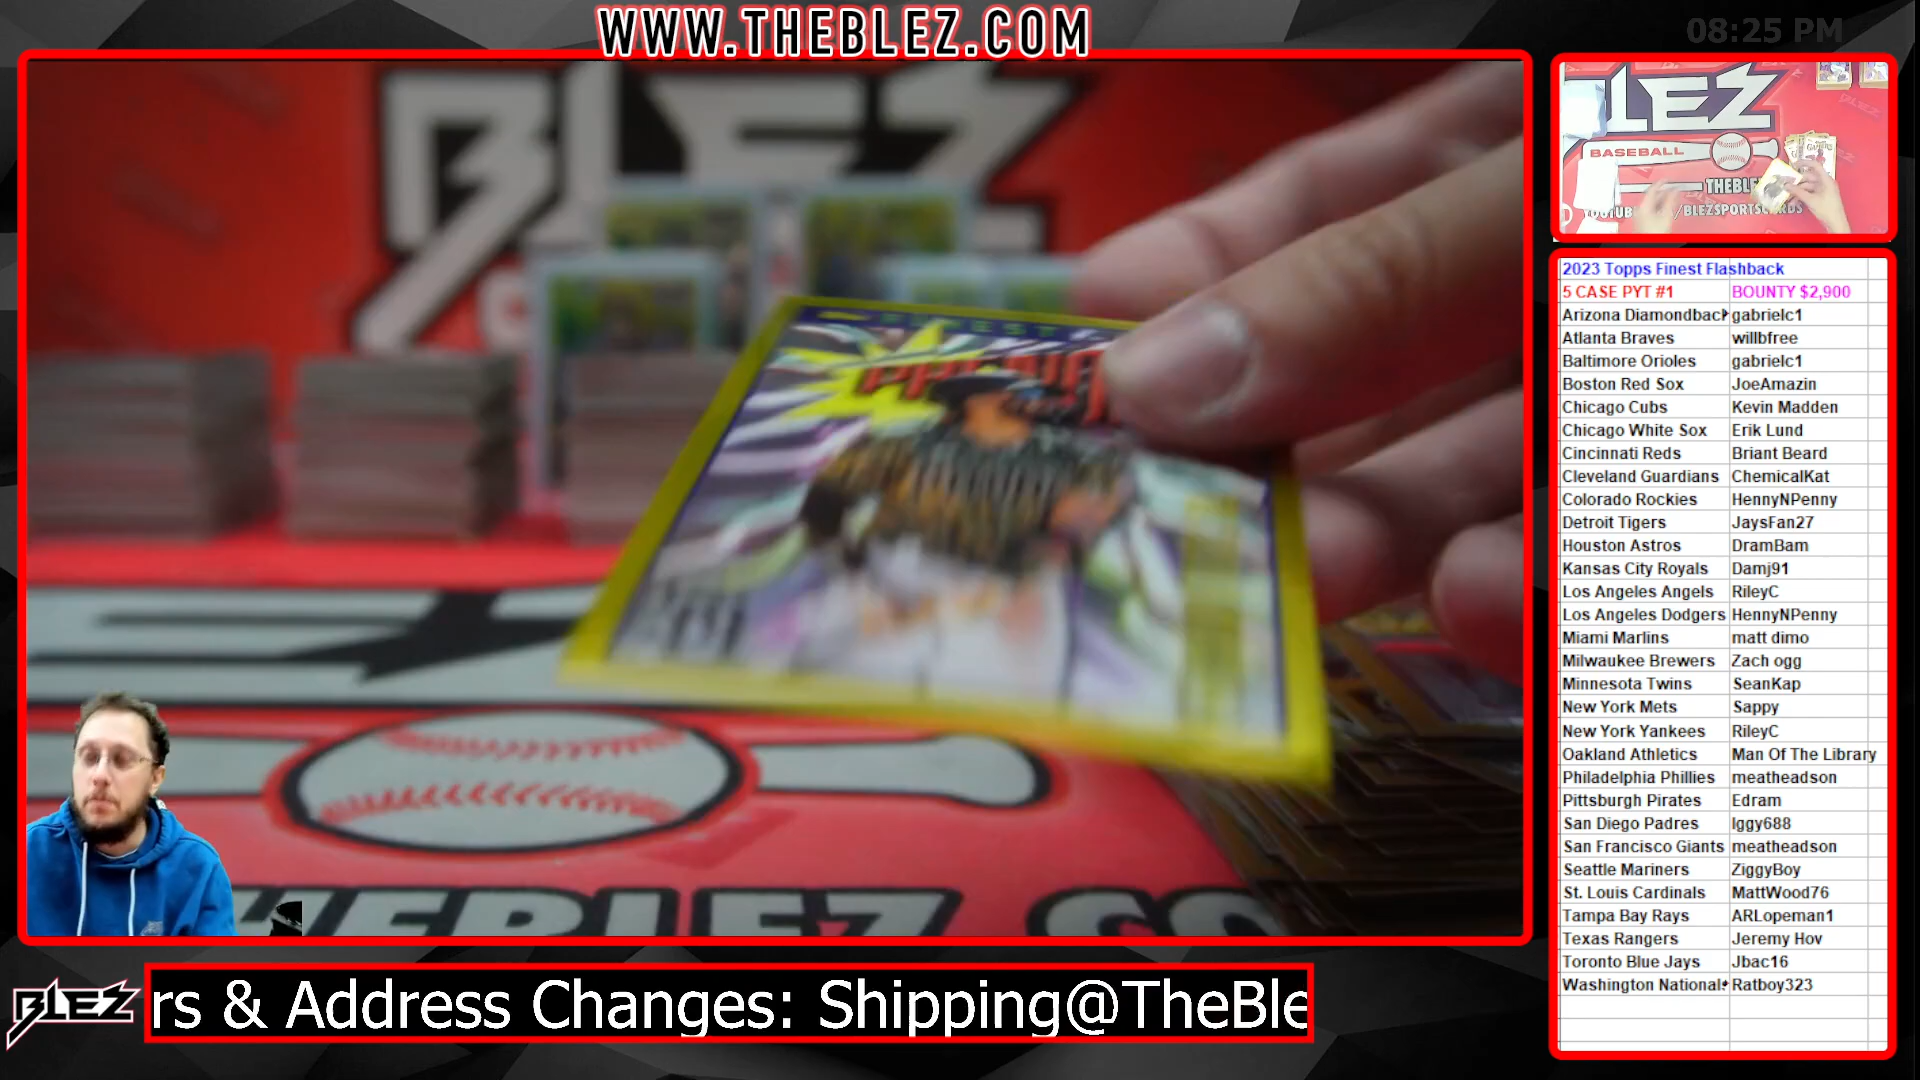 WWW.THEBLEZ.COM
08:25 PM
BLEZ
LEZ
BASEBALL
THEBLE
/BLEZSPORTSCARDS
2023 Topps Finest Flashback
5 CASE PYT #1 BOUNTY $2,900
Arizona Diamondback gabrielc1
Atlanta Braves willbfree
Baltimore Orioles gabrielc1
Boston Red Sox JoeAmazin
Chicago Cubs Kevin Madden
Chicago White Sox Erik Lund
Cincinnati Reds Briant Beard
Cleveland Guardians ChemicalKat
Colorado Rockies HennyNPenny
Detroit Tigers JaysFan27
Houston Astros DramBam
Kansas City Royals Damj91
Los Angeles Angels RileyC
Los Angeles Dodgers HennyNPenny
Miami Marlins matt dimo
Milwaukee Brewers Zach ogg
Minnesota Twins SeanKap
New York Mets Sappy
New York Yankees RileyC
Oakland Athletics Man Of The Library
Philadelphia Phillies meatheadson
Pittsburgh Pirates Edram
San Diego Padres Iggy688
San Francisco Giants meatheadson
Seattle Mariners ZiggyBoy
St. Louis Cardinals MattWood76
Tampa Bay Rays ARLopeman1
Texas Rangers Jeremy Hov
Toronto Blue Jays Jbac16
Washington Nationals Ratboy323
HEBLEZ.CO
BLEZ
rs & Address Changes: Shipping@TheBle